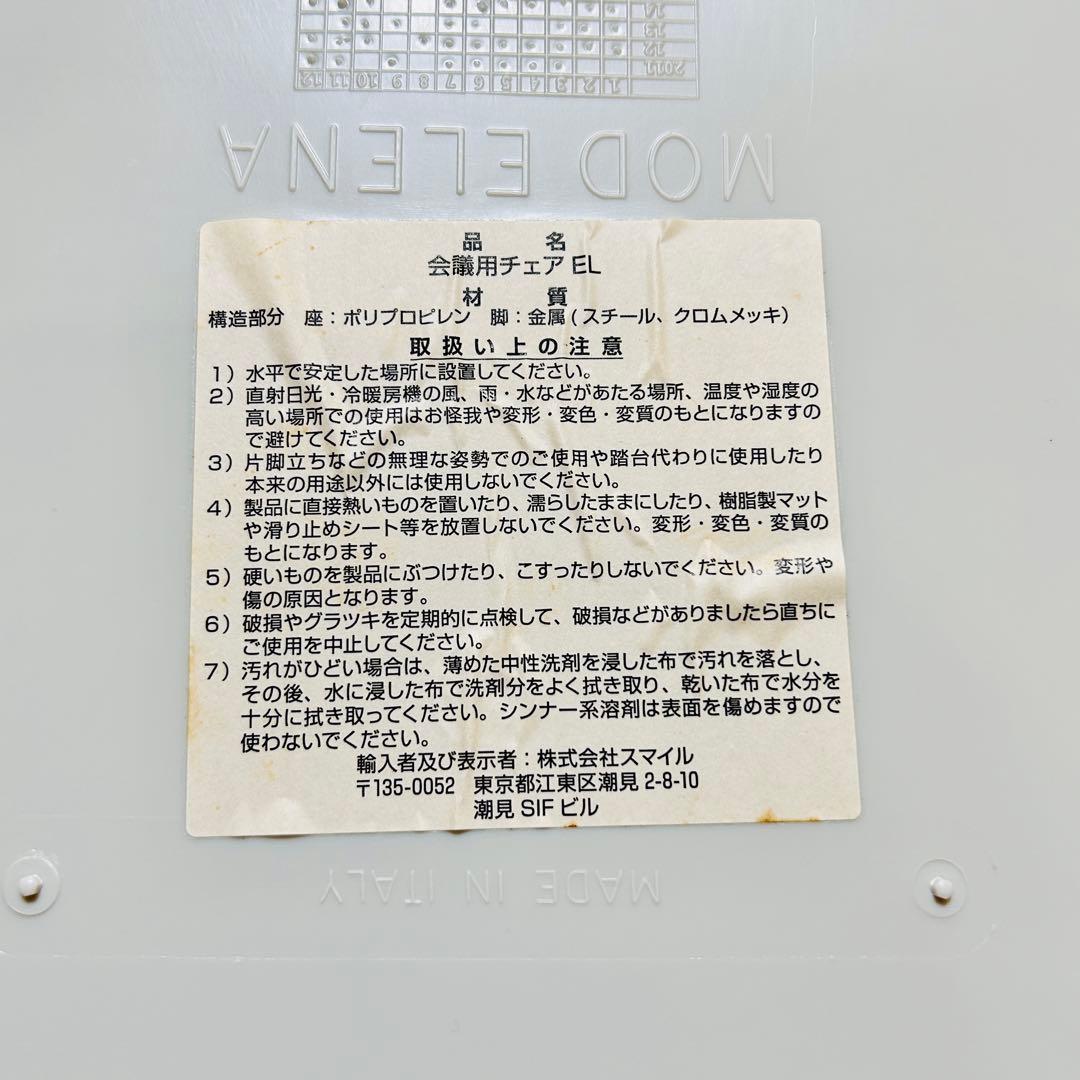 14
13
12
2011
1 2 3 4 5 6 7 8 9 10 11 12
MOD ELENA
品 名
会議用チェア EL
材 質
構造部分 座：ポリプロピレン 脚：金属（スチール、クロムメッキ）
取扱い上の注意
1）水平で安定した場所に設置してください。
2）直射日光・冷暖房機の風、雨・水などがあたる場所、温度や湿度の
高い場所での使用はお怪我や変形・変色・変質のもとになりますの
で避けてください。
3）片脚立ちなどの無理な姿勢でのご使用や踏台代わりに使用したり
本来の用途以外には使用しないでください。
4）製品に直接熱いものを置いたり、濡らしたままにしたり、樹脂製マット
や滑り止めシート等を放置しないでください。変形・変色・変質の
もとになります。
5）硬いものを製品にぶつけたり、こすったりしないでください。変形や
傷の原因となります。
6）破損やグラツキを定期的に点検して、破損などがありましたら直ちに
ご使用を中止してください。
7）汚れがひどい場合は、薄めた中性洗剤を浸した布で汚れを落とし、
その後、水に浸した布で洗剤分をよく拭き取り、乾いた布で水分を
十分に拭き取ってください。シンナー系溶剤は表面を傷めますので
使わないでください。
輸入者及び表示者：株式会社スマイル
〒135-0052 東京都江東区潮見 2-8-10
潮見 SIF ビル
MADE IN ITALY